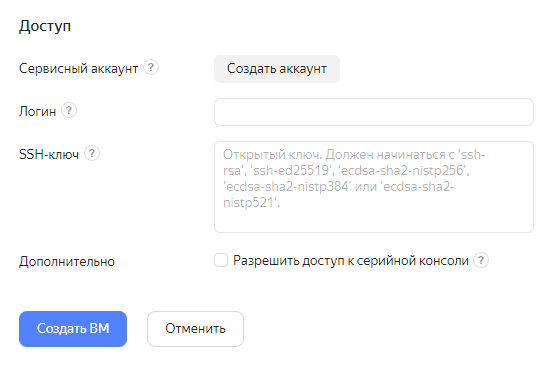 Доступ
Сервисный аккаунт ? Создать аккаунт
Логин ?
SSH-ключ ? Открытый ключ. Должен начинаться с 'ssh-
rsa', 'ssh-ed25519', 'ecdsa-sha2-nistp256',
'ecdsa-sha2-nistp384' или 'ecdsa-sha2-
nistp521'.
Дополнительно Разрешить доступ к серийной консоли ?
Создать ВМ Отменить